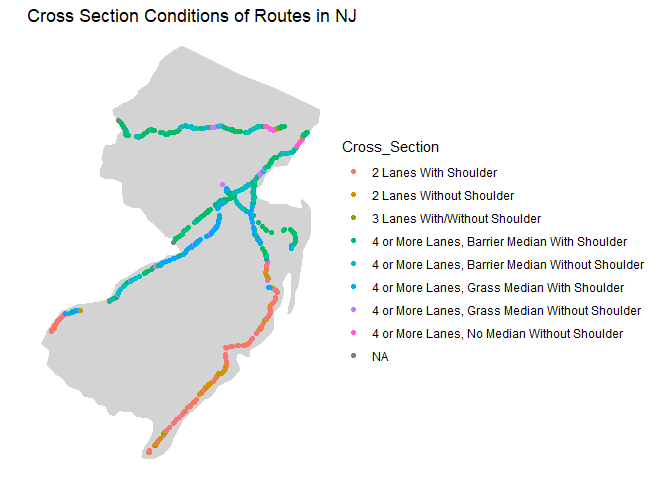 Cross Section Conditions of Routes in NJ
Cross_Section
2 Lanes With Shoulder
2 Lanes Without Shoulder
3 Lanes With/Without Shoulder
4 or More Lanes, Barrier Median With Shoulder
4 or More Lanes, Barrier Median Without Shoulder
4 or More Lanes, Grass Median With Shoulder
4 or More Lanes, Grass Median Without Shoulder
4 or More Lanes, No Median Without Shoulder
NA